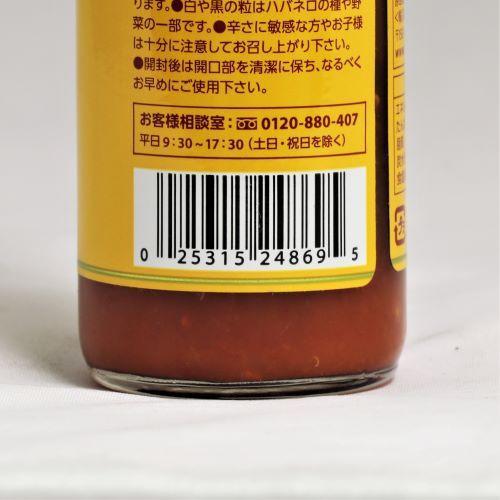 ります。●白や黒の粒はハバネロの種や野
菜の一部です。●辛さに敏感な方やお子様
は十分に注意してお召し上がり下さい。
●開封後は開口部を清潔に保ち、なるべく
お早めにご使用下さい。
お客様相談室:0120-880-407
平日9:30~17:30(土日・祝日を除く)
0 25315 24869 5